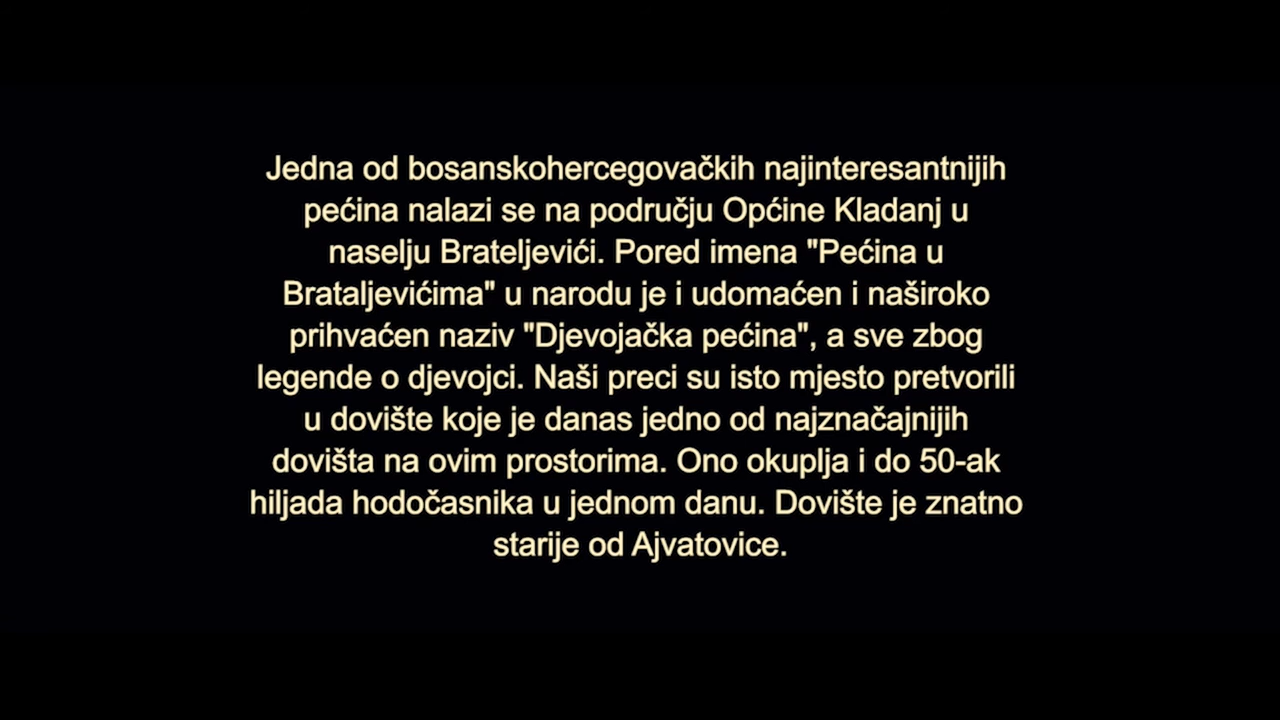 Jedna od bosanskohercegovačkih najinteresantnijih
pećina nalazi se na području Općine Kladanj u
naselju Brateljevići. Pored imena "Pećina u
Brataljevićima" u narodu je i udomaćen i naširoko
prihvaćen naziv "Djevojačka pećina", a sve zbog
legende o djevojci. Naši preci su isto mjesto pretvorili
u dovište koje je danas jedno od najznačajnijih
dovišta na ovim prostorima. Ono okuplja i do 50-ak
hiljada hodočasnika u jednom danu. Dovište je znatno
starije od Ajvatovice.